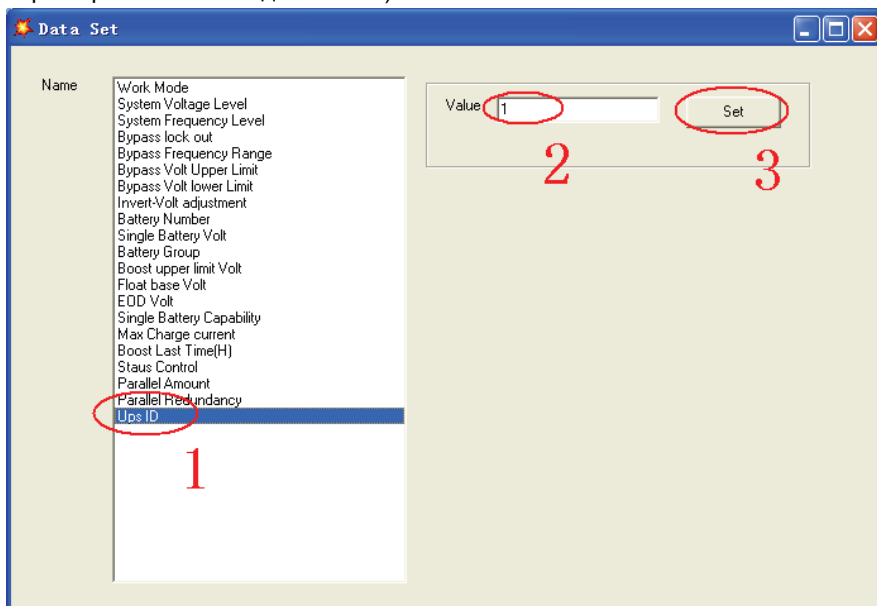 Data Set
Name
Work Mode
System Voltage Level
System Frequency Level
Bypass lock out
Bypass Frequency Range
Bypass Volt Upper Limit
Bypass Volt lower Limit
Invert-Volt adjustment
Battery Number
Single Battery Volt
Battery Group
Boost upper limit Volt
Float base Volt
EOD Volt
Single Battery Capability
Max Charge current
Boost Last Time(H)
Staus Control
Parallel Amount
Parallel Redundancy
Ups ID
1
Value 1 Set
2 3